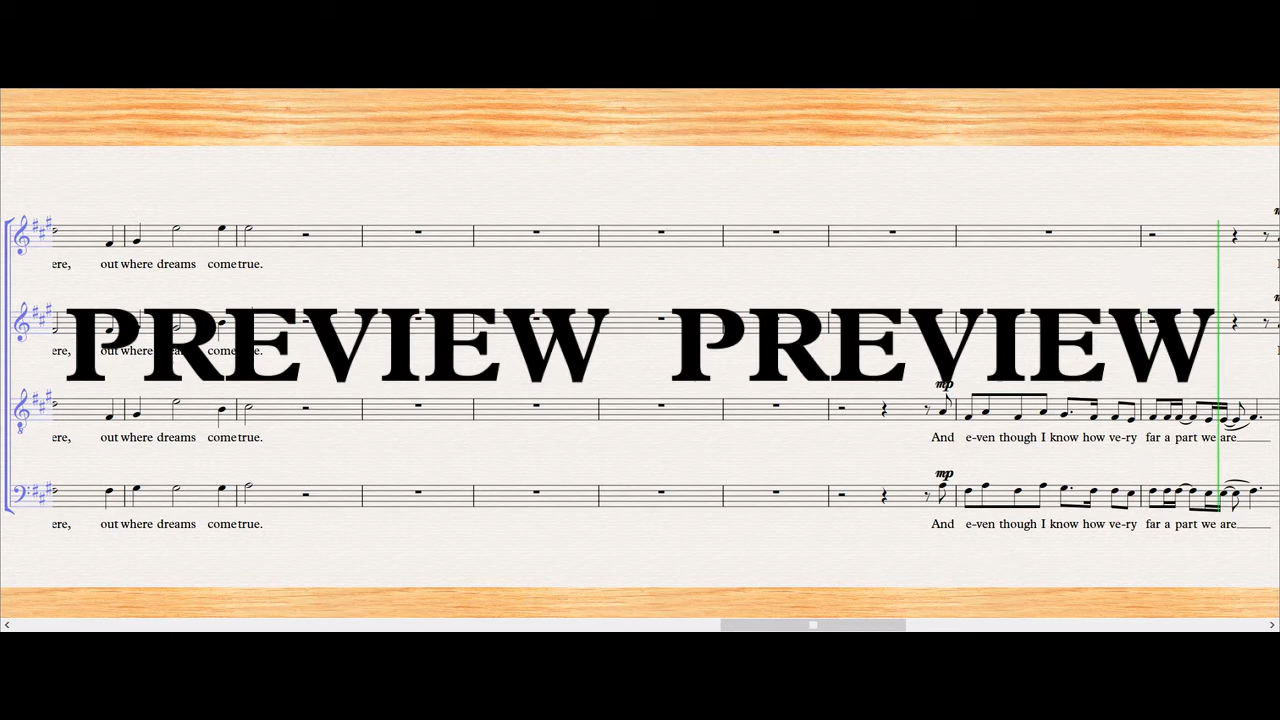 ere, out where dreams come true.
PREVIEW PREVIEW
ere, out where come
mp
ere, out where dreams come true. And e-ven though I know how ve-ry far a part we are
mp
ere, out where dreams come true. And e-ven though I know how ve-ry far a part we are